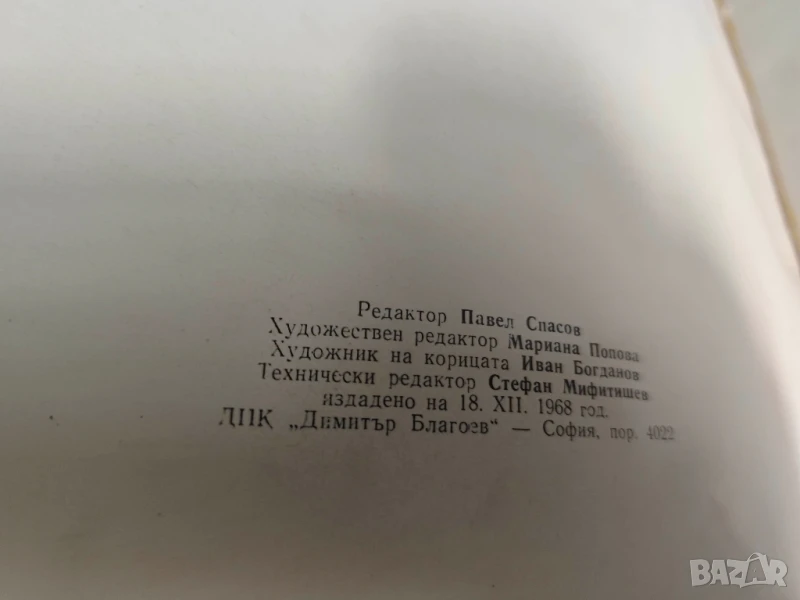 Редактор Павел Спасов
Художествен редактор Мариана Попова
Художник на корицата Иван Богданов
Технически редактор Стефан Мифитишев
издадено на 18. XII. 1968 год.
ДПК „Димитър Благоев“ — София, пор. 4022
BAZAR